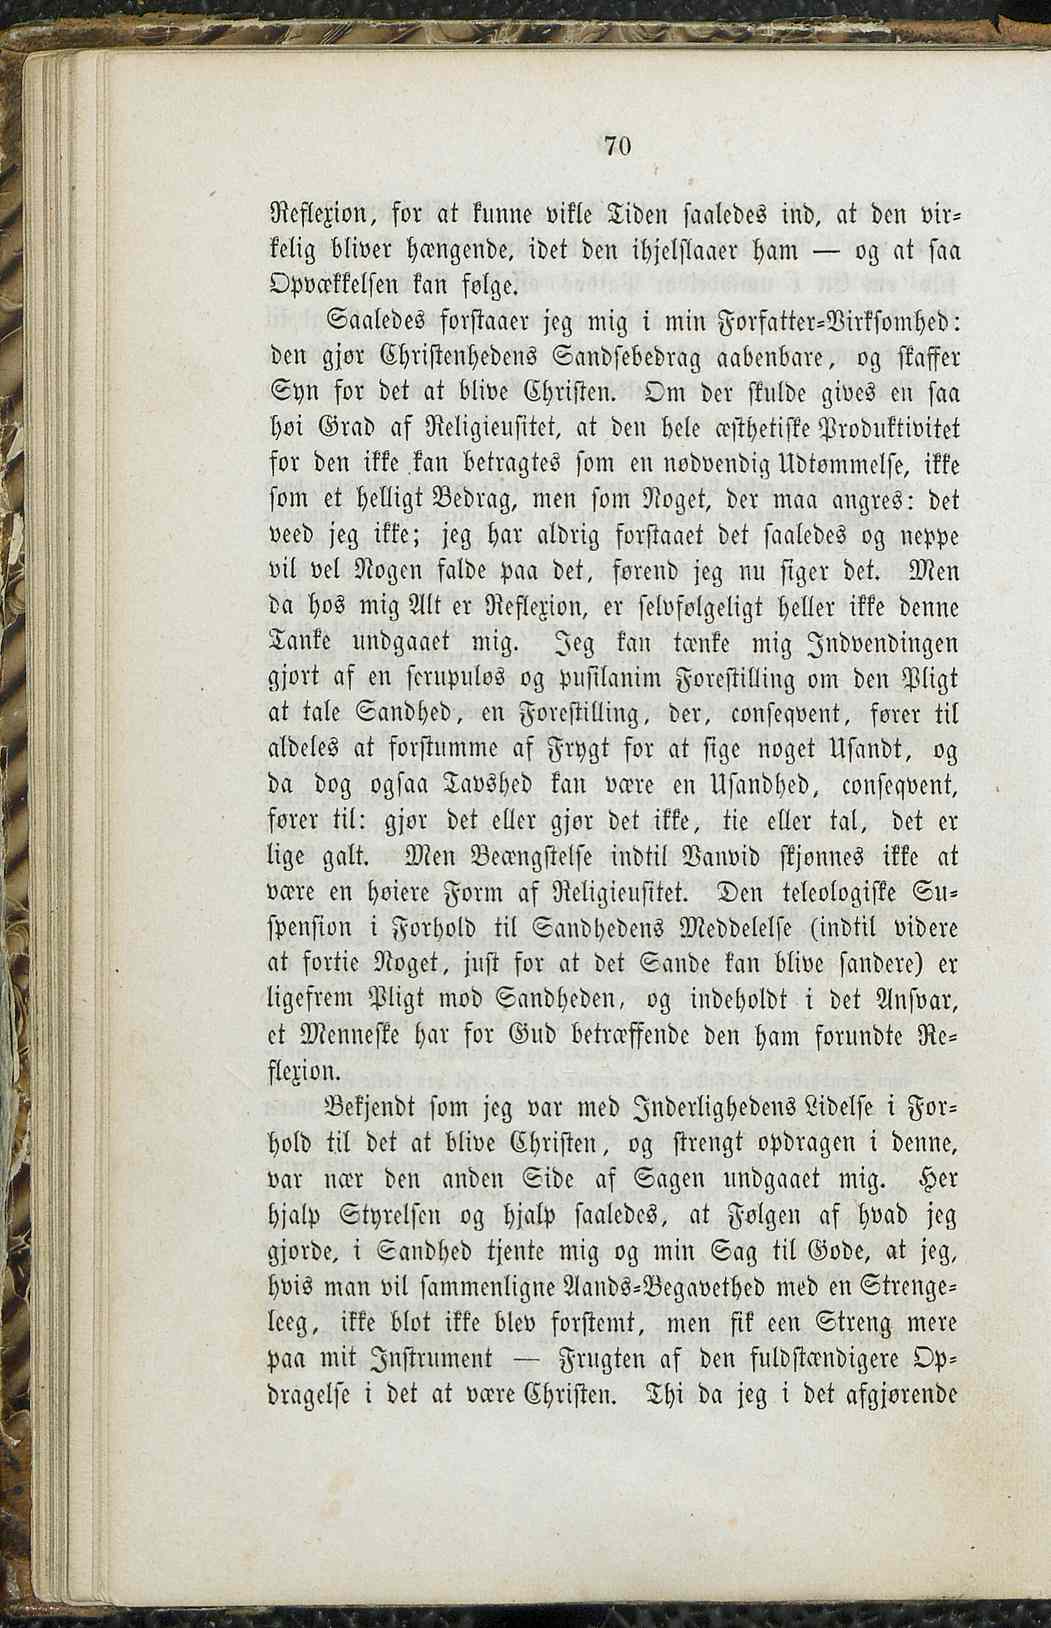 70
Reflexion, for at kunne vikle Tiden saaledes ind, at den vir-
kelig bliver hængende, idet den ihjelslaaer ham — og at saa
Opvækkelsen kan følge.
Saaledes forstaaer jeg mig i min Forfatter-Virksomhed:
den gjør Christenhedens Sandsebedrag aabenbare, og skaffer
Syn for det at blive Christen. Om der skulde gives en saa
høi Grad af Religieusitet, at den hele æsthetiske Produktivitet
for den ikke kan betragtes som en nødvendig Udtømmelse, ikke
som et helligt Bedrag, men som Noget, der maa angres: det
veed jeg ikke; jeg har aldrig forstaaet det saaledes og neppe
vil vel Nogen falde paa det, førend jeg nu siger det. Men
da hos mig Alt er Reflexion, er selvfølgeligt heller ikke denne
Tanke undgaaet mig. Jeg kan tænke mig Indvendingen
gjort af en scrupuløs og pusilanim Forestilling om den Pligt
at tale Sandhed, en Forestilling, der, conseqvent, fører til
aldeles at forstumme af Frygt for at sige noget Usandt, og
da dog ogsaa Tavshed kan være en Usandhed, conseqvent,
fører til: gjør det eller gjør det ikke, tie eller tal, det er
lige galt. Men Beængstelse indtil Vanvid skjønnes ikke at
være en høiere Form af Religieusitet. Den teleologiske Su-
spension i Forhold til Sandhedens Meddelelse (indtil videre
at fortie Noget, just for at det Sande kan blive sandere) er
ligefrem Pligt mod Sandheden, og indeholdt i det Ansvar,
et Menneske har for Gud betræffende den ham forundte Re-
flexion.
Bekjendt som jeg var med Inderlighedens Lidelse i For-
hold til det at blive Christen, og strengt opdragen i denne,
var nær den anden Side af Sagen undgaaet mig. Her
hjalp Styrelsen og hjalp saaledes, at Følgen af hvad jeg
gjorde, i Sandhed tjente mig og min Sag til Gode, at jeg,
hvis man vil sammenligne Aands-Begavethed med en Strenge-
leeg, ikke blot ikke blev forstemt, men fik een Streng mere
paa mit Instrument — Frugten af den fuldstændigere Op-
dragelse i det at være Christen. Thi da jeg i det afgjørende